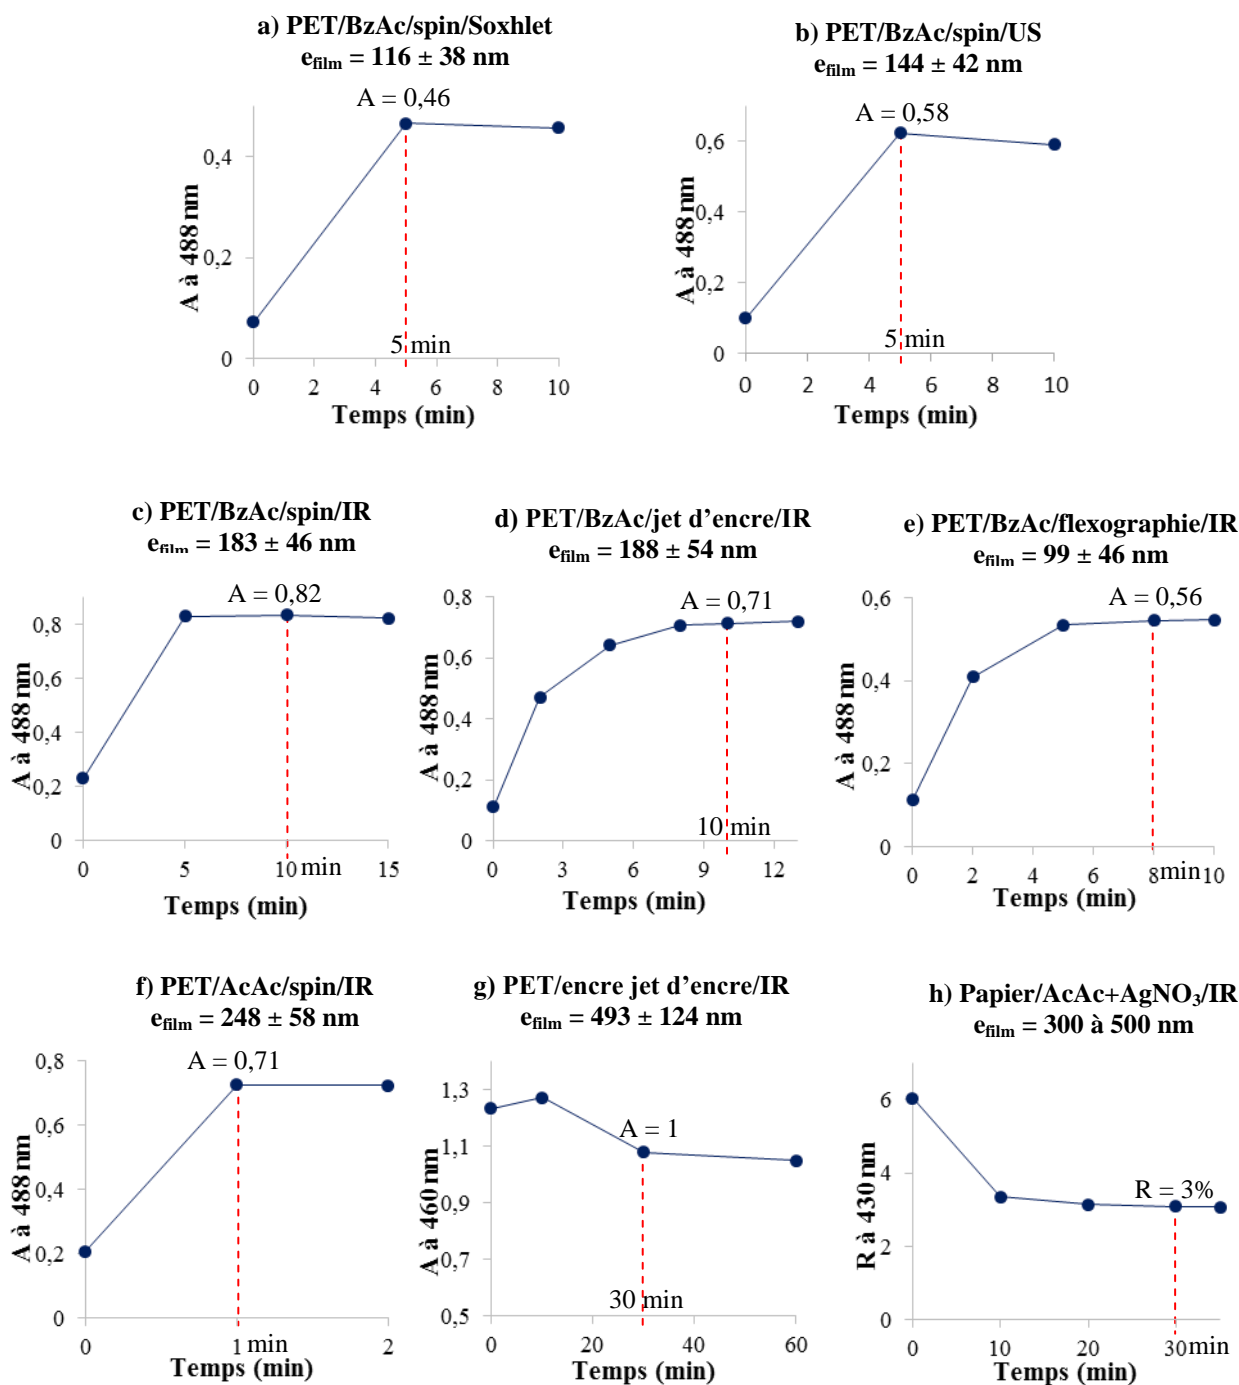 a) PET/BzAc/spin/Soxhlet
efilm = 116 ± 38 nm
A = 0,46
0,4
0,2
0
A à 488 nm
5 min
0 2 4 6 8 10
Temps (min)
b) PET/BzAc/spin/US
efilm = 144 ± 42 nm
A = 0,58
0,6
0,4
0,2
0
A à 488 nm
5 min
0 2 4 6 8 10
Temps (min)
c) PET/BzAc/spin/IR
efilm = 183 ± 46 nm
A = 0,82
0,8
0,6
0,4
0,2
0
A à 488 nm
0 5 10 min 15
Temps (min)
d) PET/BzAc/jet d’encre/IR
efilm = 188 ± 54 nm
A = 0,71
0,8
0,6
0,4
0,2
0
A à 488 nm
10 min
0 3 6 9 12
Temps (min)
e) PET/BzAc/flexographie/IR
efilm = 99 ± 46 nm
A = 0,56
0,6
0,4
0,2
0
A à 488 nm
0 2 4 6 8 min 10
Temps (min)
f) PET/AcAc/spin/IR
efilm = 248 ± 58 nm
A = 0,71
0,8
0,6
0,4
0,2
0
A à 488 nm
0 1 min 2
Temps (min)
g) PET/encre jet d’encre/IR
efilm = 493 ± 124 nm
A = 1
1,3
1,1
0,9
0,7
0,5
A à 460 nm
30 min
0 20 40 60
Temps (min)
h) Papier/AcAc+AgNO3/IR
efilm = 300 à 500 nm
R = 3%
6
4
2
0
R à 430 nm
0 10 20 30 min
Temps (min)